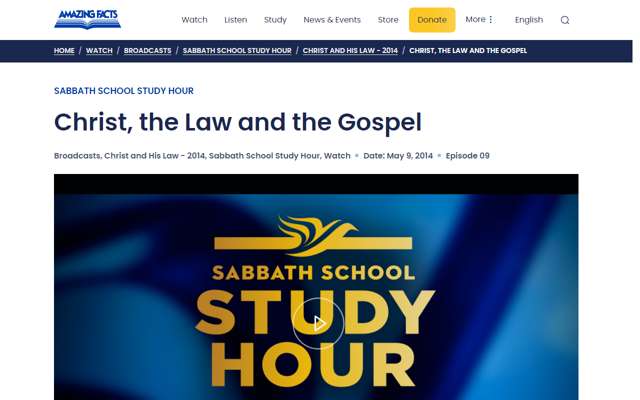 AMAZING FACTS
Watch Listen Study News & Events Store Donate More English
HOME / WATCH / BROADCASTS / SABBATH SCHOOL STUDY HOUR / CHRIST AND HIS LAW - 2014 / CHRIST, THE LAW AND THE GOSPEL
SABBATH SCHOOL STUDY HOUR
Christ, the Law and the Gospel
Broadcasts, Christ and His Law - 2014, Sabbath School Study Hour, Watch Date: May 9, 2014 Episode 09
SABBATH SCHOOL
STUDY
HOUR